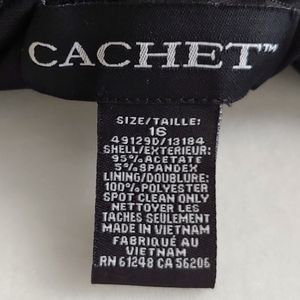 CACHET™
SIZE/TAILLE:
16
49129D/13184
SHELL/EXTERIEUR:
95% ACETATE
5% SPANDEX
LINING/DOUBLURE:
100% POLYESTER
SPOT CLEAN ONLY
NETTOYER LES
TACHES SEULEMENT
MADE IN VIETNAM
FABRIQUÉ AU
VIETNAM
RN 61248 CA 56206